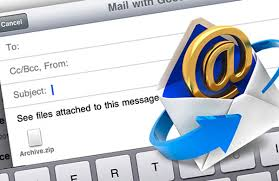 Mail with Goo
Cancel
To:
Cc/Bcc, From:
Subject:
See files attached to this message
Archive.zip
@
E R T